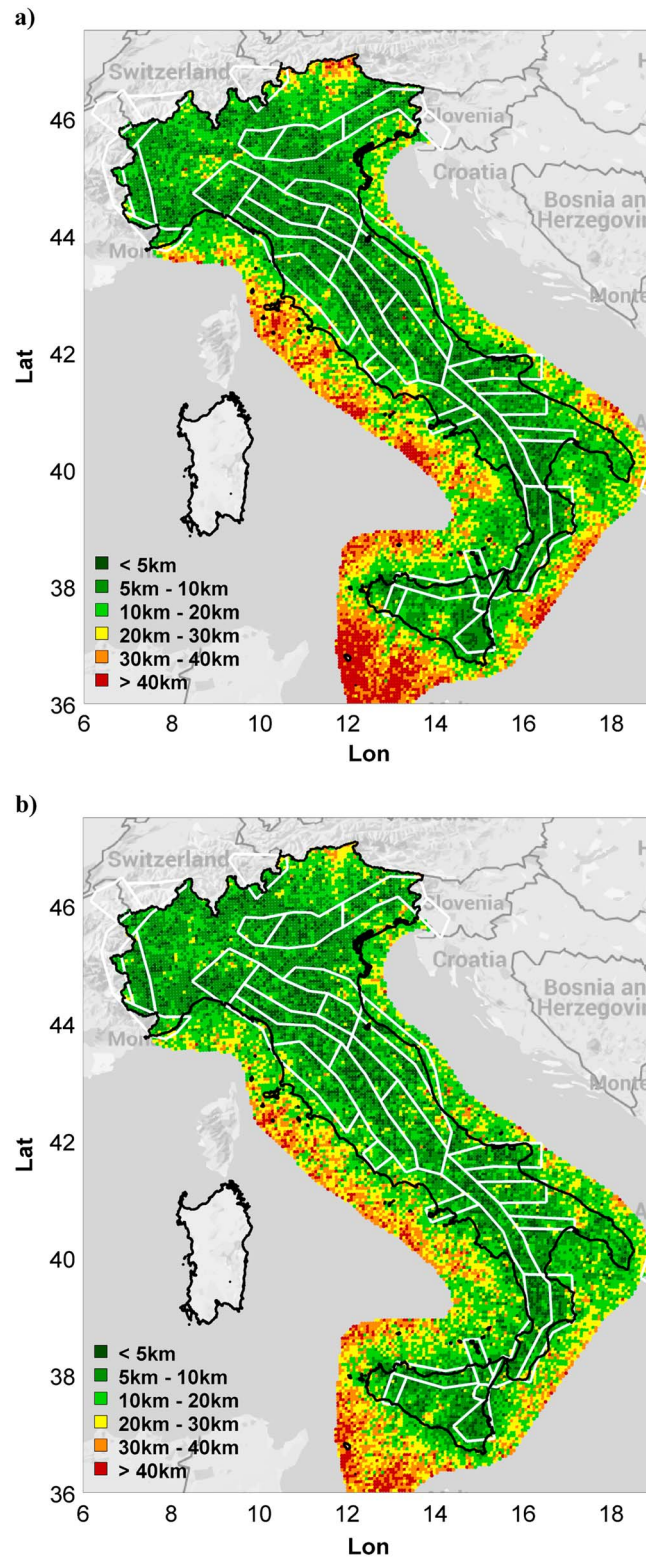 a)
Switzerland
Slovenia
Croatia
Bosnia an
Herzegovin
Mon
Monte
46
44
42
40
38
36
Lat
< 5km
5km - 10km
10km - 20km
20km - 30km
30km - 40km
> 40km
6 8 10 12 14 16 18
Lon
b)
Switzerland
Slovenia
Croatia
Bosnia an
Herzegovin
Mon
Monte
46
44
42
40
38
36
Lat
< 5km
5km - 10km
10km - 20km
20km - 30km
30km - 40km
> 40km
6 8 10 12 14 16 18
Lon